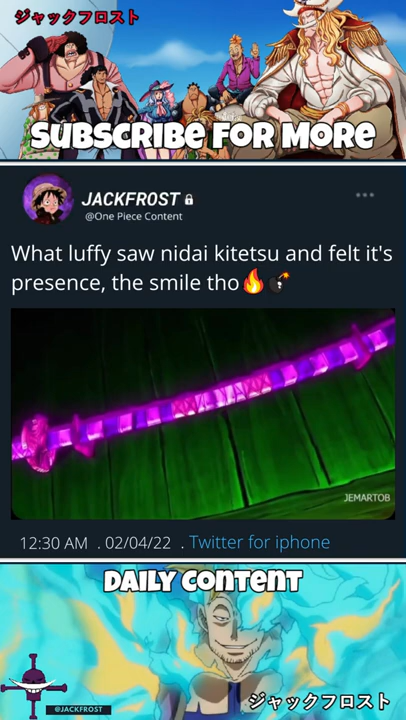 ジャックフロスト
SUBSCRIBE FOR MORE
JACKFROST
@One Piece Content
What luffy saw nidai kitetsu and felt it's
presence, the smile tho🔥💣
JEMARTOB
12:30 AM . 02/04/22 . Twitter for iphone
DAILY CONTENT
ジャックフロスト
@JACKFROST